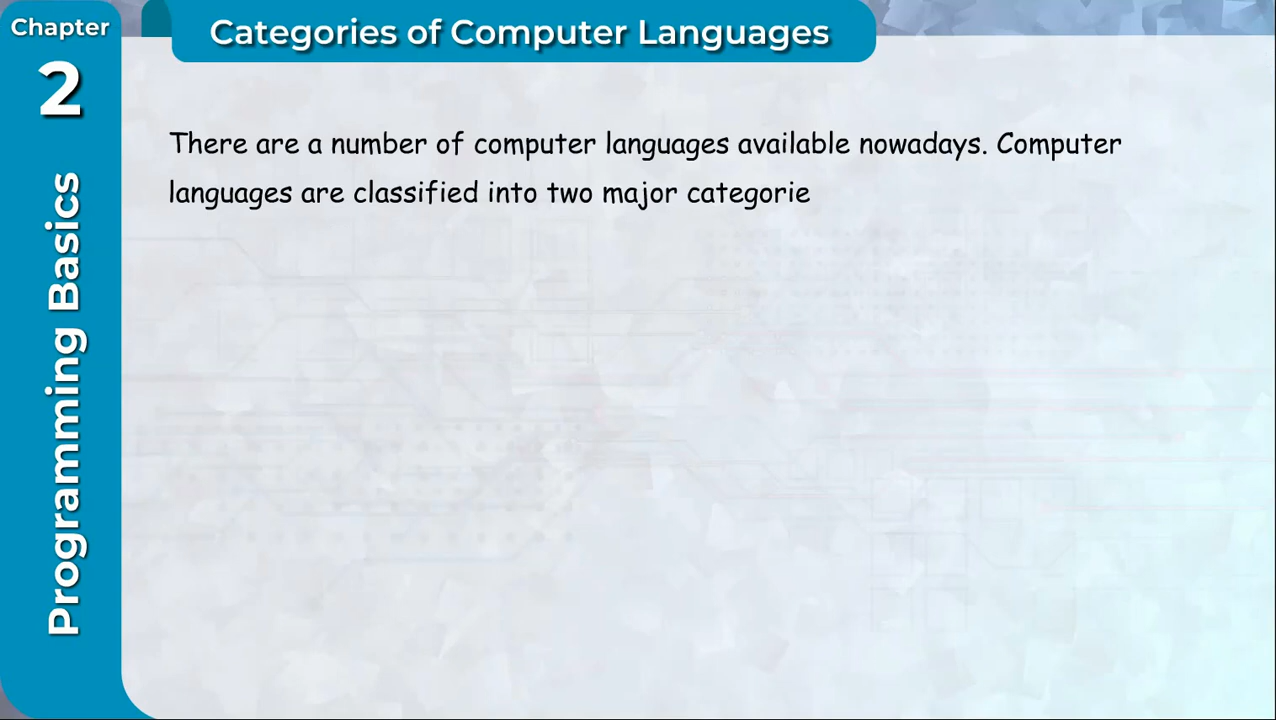 Chapter
2
Programming Basics
Categories of Computer Languages
There are a number of computer languages available nowadays. Computer
languages are classified into two major categorie